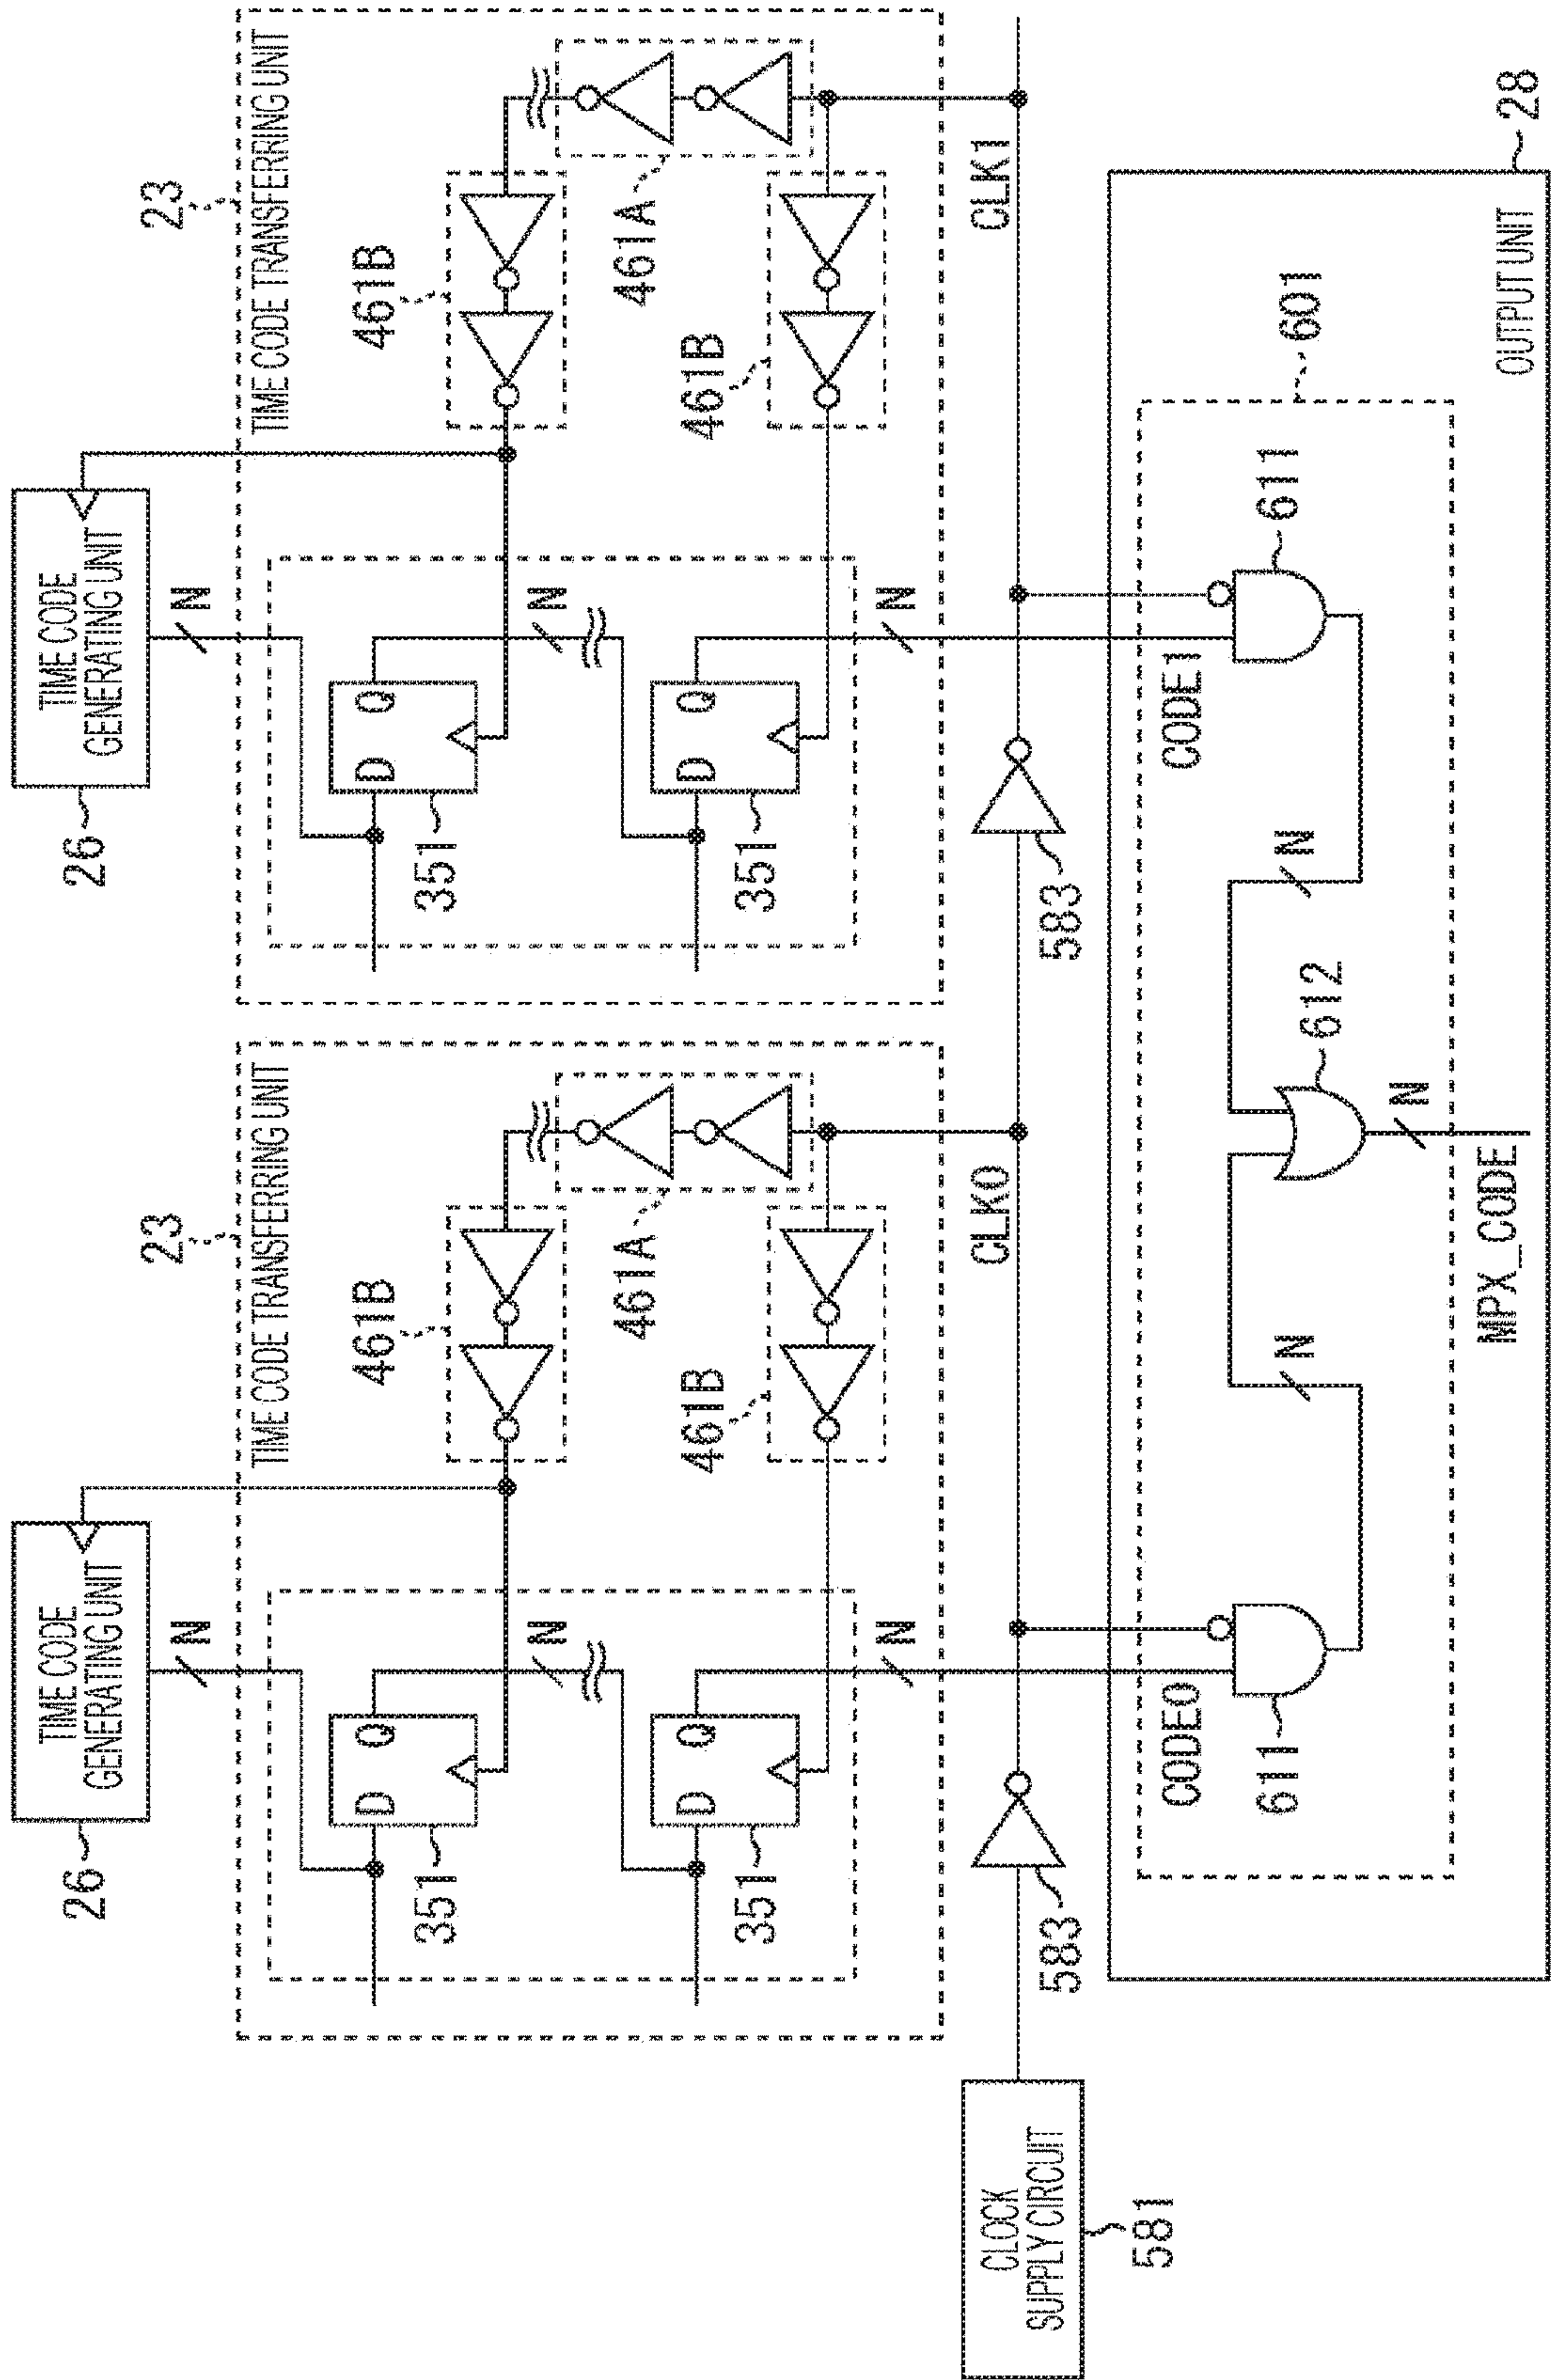 26
TIME CODE
GENERATING UNIT
N
23
TIME CODE TRANSFERRING UNIT
461B
D Q
351
N
461A
461B
D Q
351
N
CLK0
583
26
TIME CODE
GENERATING UNIT
N
23
TIME CODE TRANSFERRING UNIT
461B
D Q
351
N
461A
461B
D Q
351
N
CLK1
583
CLOCK
SUPPLY CIRCUIT
581
CODE0
611
N
612
N
MPX_CODE
N
CODE1
611
601
OUTPUT UNIT
28